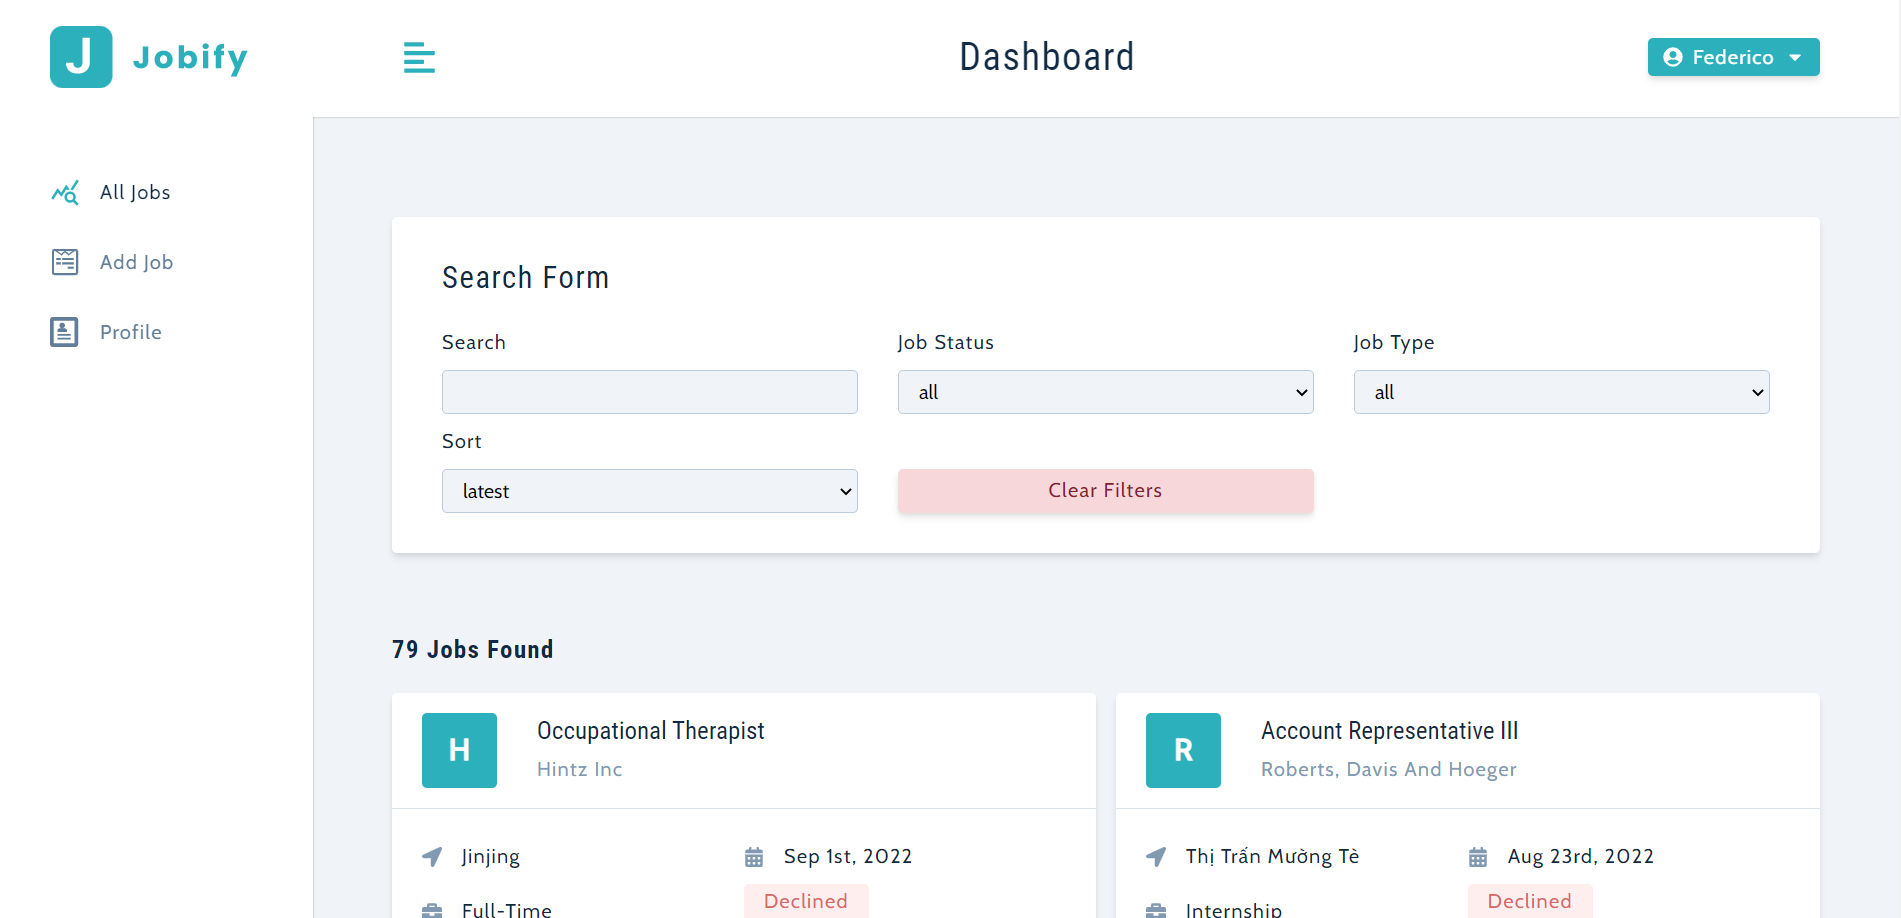 J Jobify
Dashboard
Federico
All Jobs
Add Job
Profile
Search Form
Search
Job Status
Job Type
all
all
Sort
latest
Clear Filters
79 Jobs Found
H
Occupational Therapist
Hintz Inc
Jinjing
Sep 1st, 2022
Full-Time
Declined
R
Account Representative III
Roberts, Davis And Hoeger
Thị Trấn Mường Tè
Aug 23rd, 2022
Internship
Declined